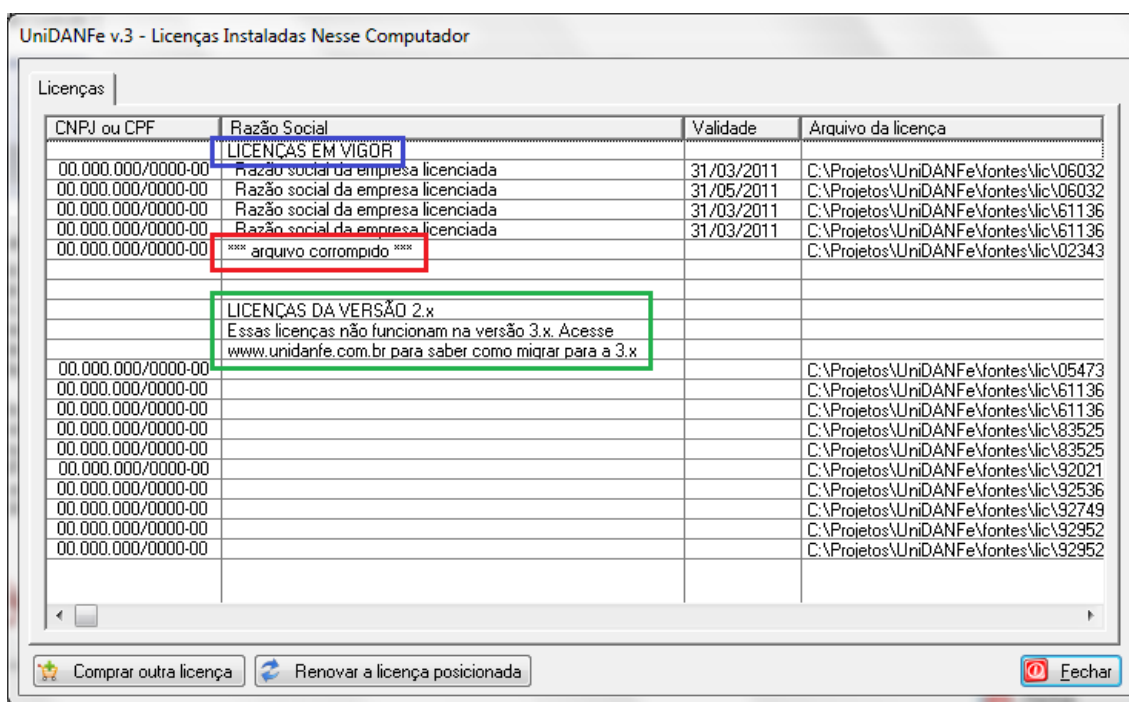 UniDANFe v.3 - Licenças Instaladas Nesse Computador
Licenças
CNPJ ou CPF Razão Social Validade Arquivo da licença
LICENÇAS EM VIGOR
00.000.000/0000-00 Razão social da empresa licenciada 31/03/2011 C:\Projetos\UniDANFe\fontes\lic\06032
00.000.000/0000-00 Razão social da empresa licenciada 31/05/2011 C:\Projetos\UniDANFe\fontes\lic\06032
00.000.000/0000-00 Razão social da empresa licenciada 31/03/2011 C:\Projetos\UniDANFe\fontes\lic\61136
00.000.000/0000-00 Razão social da empresa licenciada 31/03/2011 C:\Projetos\UniDANFe\fontes\lic\61136
00.000.000/0000-00 *** arquivo corrompido *** C:\Projetos\UniDANFe\fontes\lic\02343
LICENÇAS DA VERSÃO 2.x
Essas licenças não funcionam na versão 3.x. Acesse
www.unidanfe.com.br para saber como migrar para a 3.x
00.000.000/0000-00 C:\Projetos\UniDANFe\fontes\lic\05473
00.000.000/0000-00 C:\Projetos\UniDANFe\fontes\lic\61136
00.000.000/0000-00 C:\Projetos\UniDANFe\fontes\lic\61136
00.000.000/0000-00 C:\Projetos\UniDANFe\fontes\lic\83525
00.000.000/0000-00 C:\Projetos\UniDANFe\fontes\lic\83525
00.000.000/0000-00 C:\Projetos\UniDANFe\fontes\lic\92021
00.000.000/0000-00 C:\Projetos\UniDANFe\fontes\lic\92536
00.000.000/0000-00 C:\Projetos\UniDANFe\fontes\lic\92749
00.000.000/0000-00 C:\Projetos\UniDANFe\fontes\lic\92952
00.000.000/0000-00 C:\Projetos\UniDANFe\fontes\lic\92952
Comprar outra licença Renovar a licença posicionada Fechar